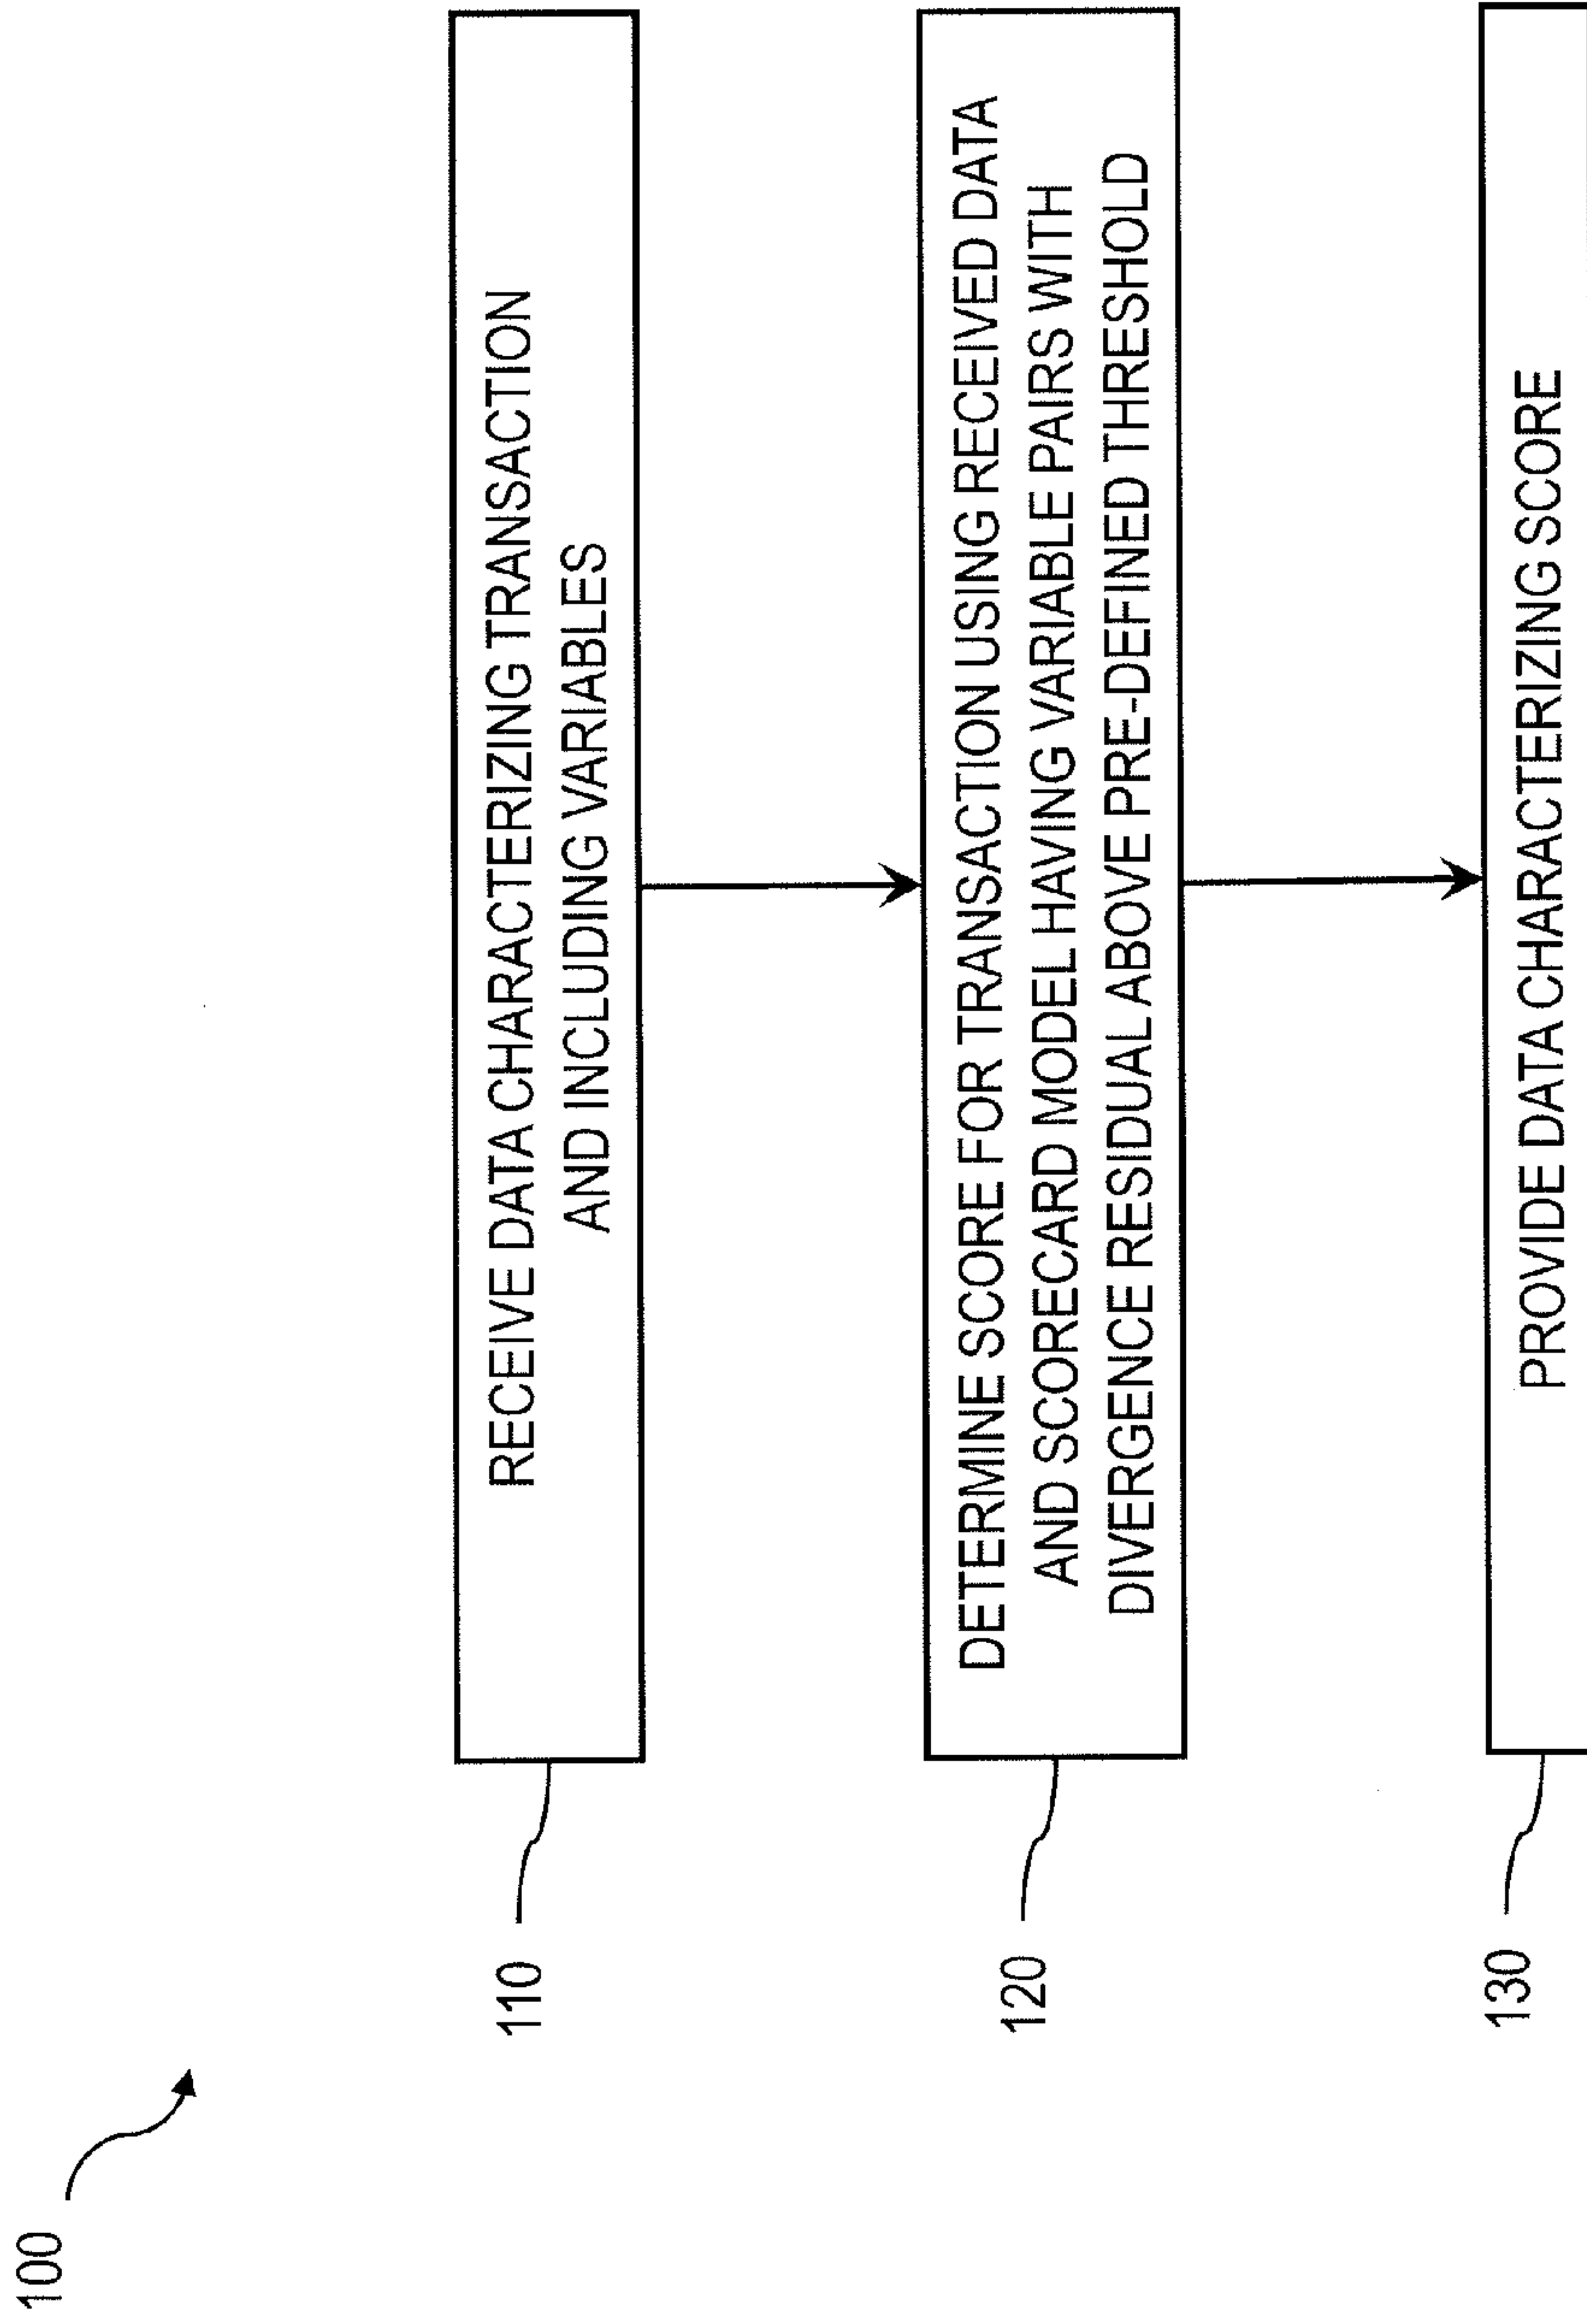 100
110
RECEIVE DATA CHARACTERIZING TRANSACTION
AND INCLUDING VARIABLES
120
DETERMINE SCORE FOR TRANSACTION USING RECEIVED DATA
AND SCORECARD MODEL HAVING VARIABLE PAIRS WITH
DIVERGENCE RESIDUAL ABOVE PRE-DEFINED THRESHOLD
130
PROVIDE DATA CHARACTERIZING SCORE